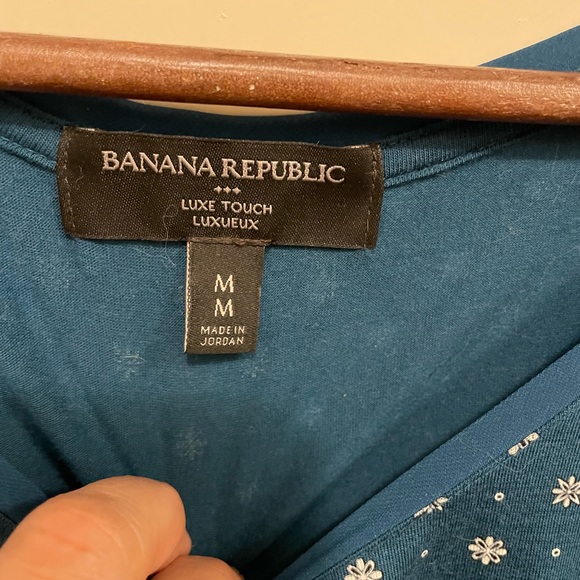 BANANA REPUBLIC
LUXE TOUCH
LUXUEUX
M
M
MADE IN
JORDAN